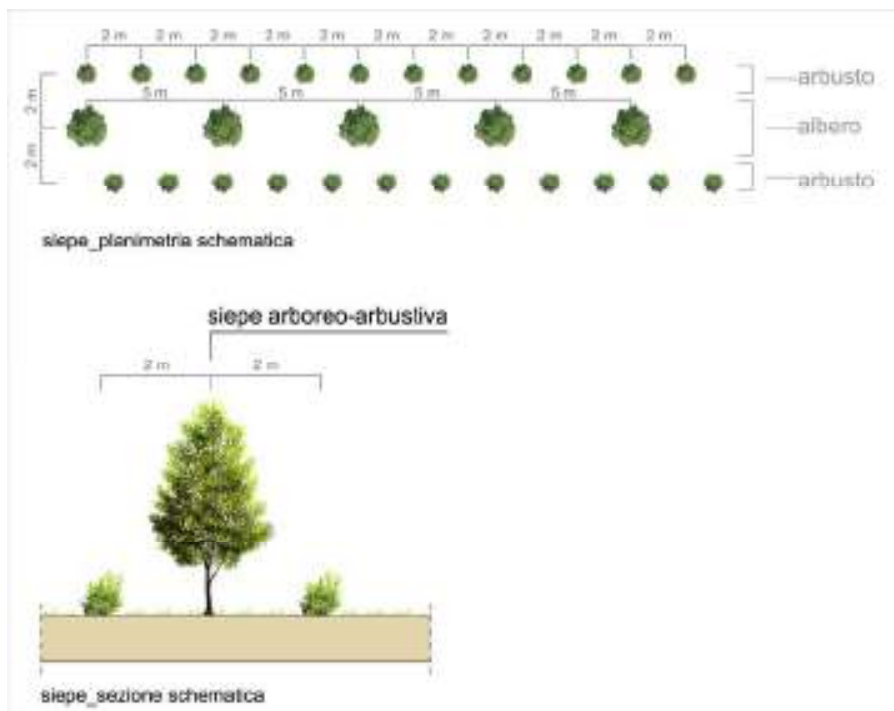 2 m 2 m 2 m 2 m 2 m 2 m 2 m 2 m 2 m 2 m 2 m
arbusto
5 m 5 m 5 m 5 m
2 m
albero
2 m
arbusto
siepe_planimetria schematica
siepe arboreo-arbustiva
2 m 2 m
siepe_sezione schematica